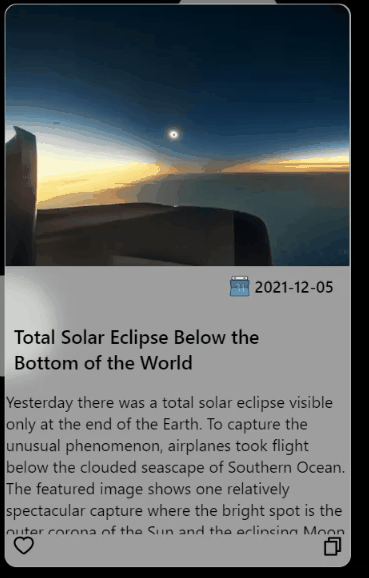 2021-12-05
Total Solar Eclipse Below the
Bottom of the World
Yesterday there was a total solar eclipse visible
only at the end of the Earth. To capture the
unusual phenomenon, airplanes took flight
below the clouded seascape of Southern Ocean.
The featured image shows one relatively
spectacular capture where the bright spot is the
outer corona of the Sun and the eclipsing Moon